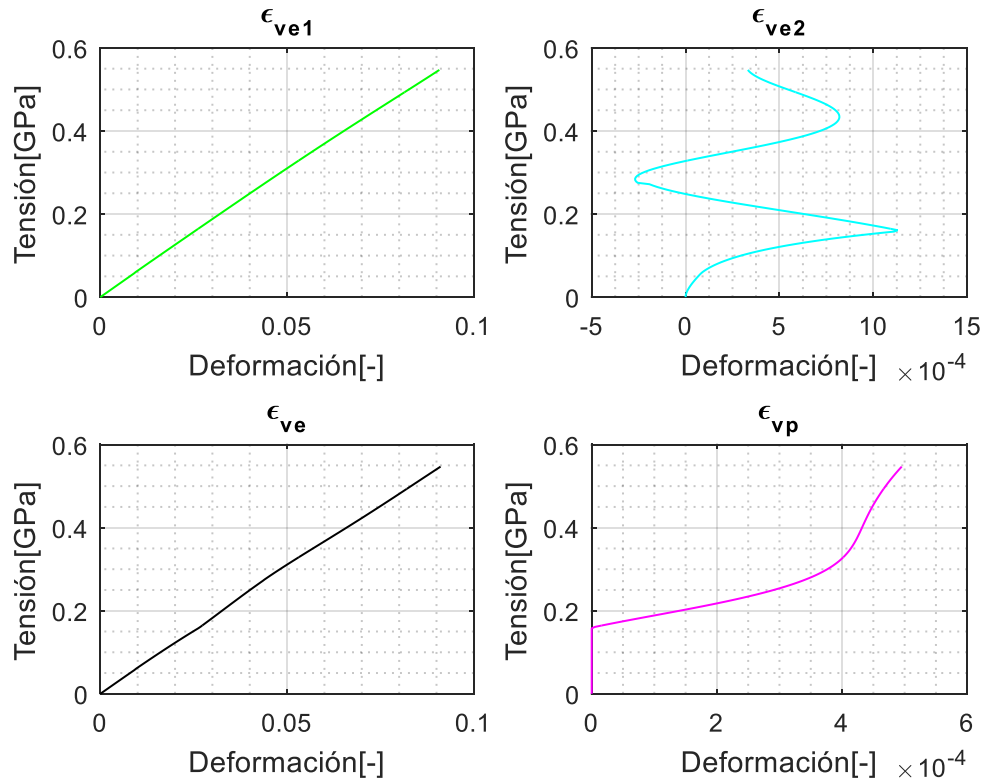 ϵve1
0.6
0.4
0.2
0
0 0.05 0.1
Tensión[GPa]
Deformación[-]
ϵve2
0.6
0.4
0.2
0
-5 0 5 10 15
Tensión[GPa]
Deformación[-] ×10-4
ϵve
0.6
0.4
0.2
0
0 0.05 0.1
Tensión[GPa]
Deformación[-]
ϵvp
0.6
0.4
0.2
0
0 2 4 6
Tensión[GPa]
Deformación[-] ×10-4